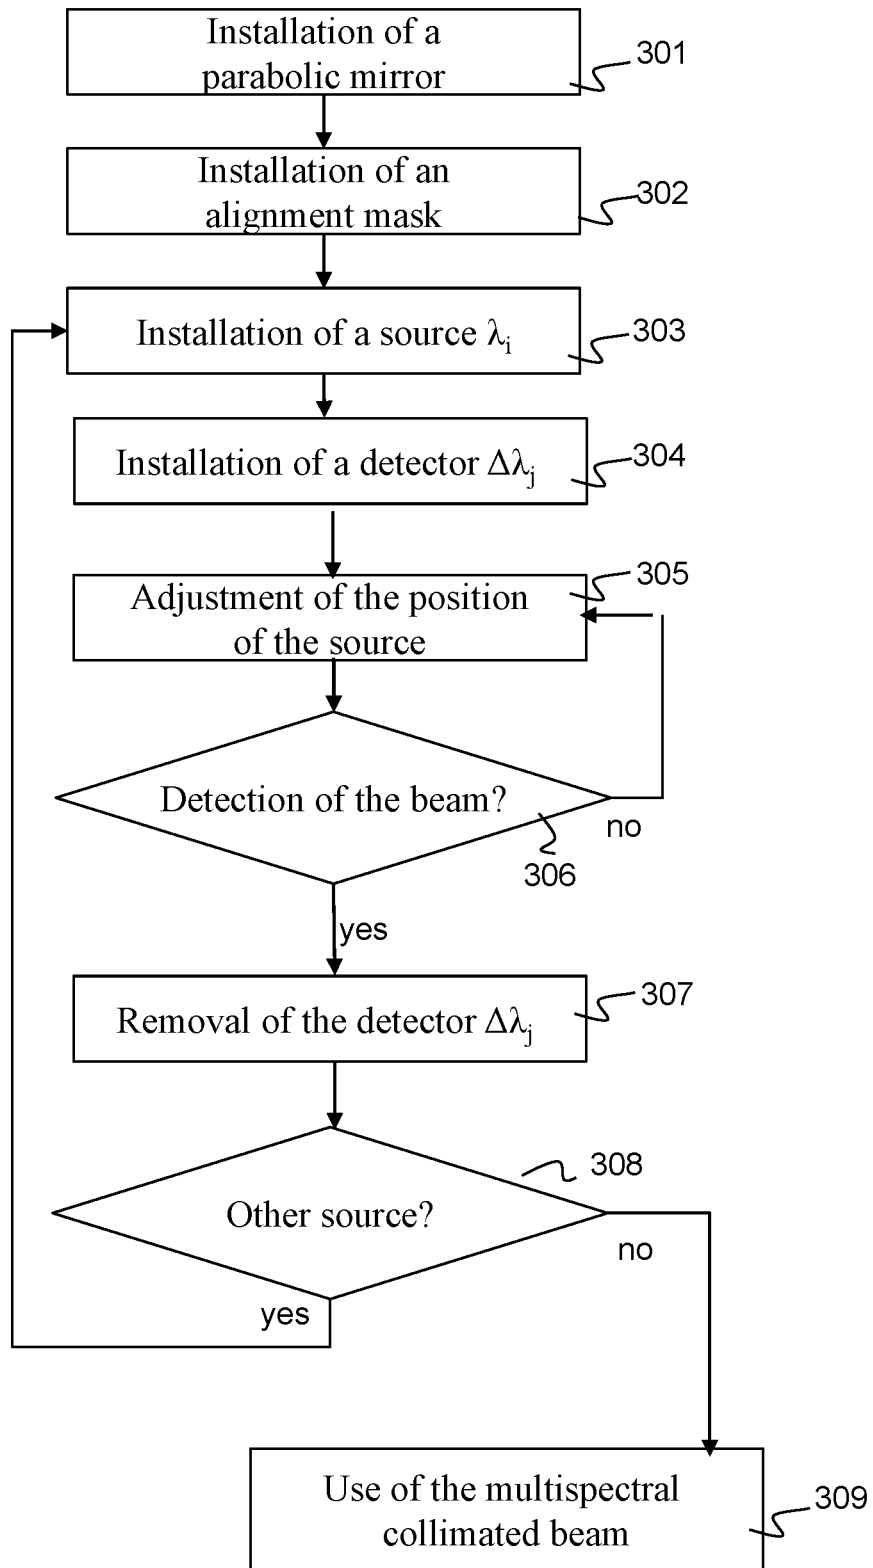 Installation of a
parabolic mirror
301
Installation of an
alignment mask
302
Installation of a source λi
303
Installation of a detector Δλj
304
Adjustment of the position
of the source
305
Detection of the beam?
no
306
yes
Removal of the detector Δλj
307
308
Other source?
no
yes
Use of the multispectral
collimated beam
309